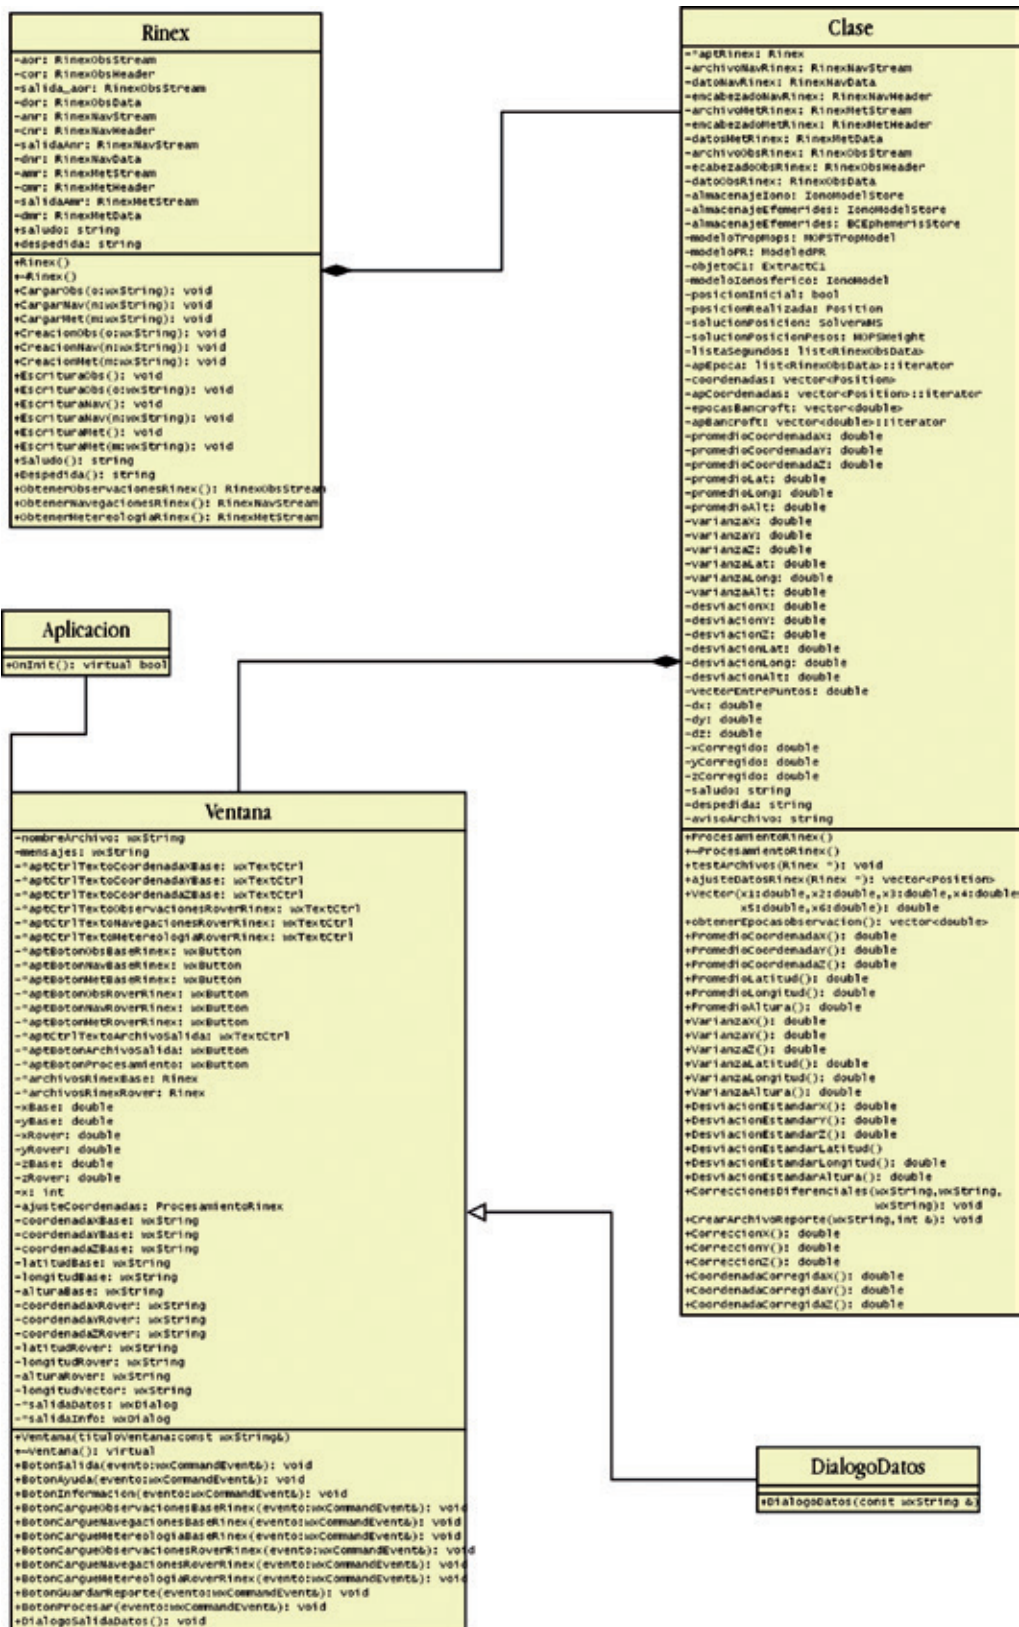 Rinex
-aor: RinexObsStream
-cor: RinexObsHeader
-salida_aor: RinexObsStream
-dor: RinexObsData
-anr: RinexNavStream
-cnr: RinexNavHeader
-salidaAnr: RinexNavStream
-dnr: RinexNavData
-amr: RinexMetStream
-cmr: RinexMetHeader
-salidaAmr: RinexMetStream
-dmr: RinexMetData
+saludo: string
+despedida: string
+Rinex()
+~Rinex()
+CargarObs(o:wxString): void
+CargarNav(n:wxString): void
+CargarMet(m:wxString): void
+CreacionObs(o:wxString): void
+CreacionNav(n:wxString): void
+CreacionMet(m:wxString): void
+EscrituraObs(): void
+EscrituraObs(o:wxString): void
+EscrituraNav(): void
+EscrituraNav(n:wxString): void
+EscrituraMet(): void
+EscrituraMet(m:wxString): void
+Saludo(): string
+Despedida(): string
+ObtenerObservacionesRinex(): RinexObsStream
+ObtenerNavegacionesRinex(): RinexNavStream
+ObtenerMetereologiaRinex(): RinexMetStream
Clase
-*aptRinex: Rinex
-archivoNavRinex: RinexNavStream
-datoNavRinex: RinexNavData
-encabezadoNavRinex: RinexNavHeader
-archivoMetRinex: RinexMetStream
-encabezadoMetRinex: RinexMetHeader
-datosMetRinex: RinexMetData
-archivoObsRinex: RinexObsStream
-ecabezadoObsRinex: RinexObsHeader
-datoObsRinex: RinexObsData
-almacenajeIono: IonoModelStore
-almacenajeEfemerides: IonoModelStore
-almacenajeEfemerides: BCEphemerisStore
-modeloTropMops: MOPSTropModel
-modeloPR: ModeledPR
-objetoC1: ExtractC1
-modeloIonosferico: IonoModel
-posicionInicial: bool
-posicionRealizada: Position
-solucionPosicion: SolverWMS
-solucionPosicionPesos: MOPSWeight
-listaSegundos: list<RinexObsData>
-apEpoca: list<RinexObsData>::iterator
-coordenadas: vector<Position>
-apCoordenadas: vector<Position>::iterator
-epocasBancroft: vector<double>
-apBancroft: vector<double>::iterator
-promedioCoordenadaX: double
-promedioCoordenadaY: double
-promedioCoordenadaZ: double
-promedioLat: double
-promedioLong: double
-promedioAlt: double
-varianzaX: double
-varianzaY: double
-varianzaZ: double
-varianzaLat: double
-varianzaLong: double
-varianzaAlt: double
-desviacionX: double
-desviacionY: double
-desviacionZ: double
-desviacionLat: double
-desviacionLong: double
-desviacionAlt: double
-vectorEntrePuntos: double
-dx: double
-dy: double
-dz: double
-xCorregido: double
-yCorregido: double
-zCorregido: double
-saludo: string
-despedida: string
-avisoArchivo: string
+ProcesamientoRinex()
+~ProcesamientoRinex()
+testArchivos(Rinex *): void
+ajusteDatosRinex(Rinex *): vector<Position>
+Vector(x1:double,x2:double,x3:double,x4:double,
x5:double,x6:double): double
+obtenerEpocasobservacion(): vector<double>
+PromedioCoordenadaX(): double
+PromedioCoordenadaY(): double
+PromedioCoordenadaZ(): double
+PromedioLatitud(): double
+PromedioLongitud(): double
+PromedioAltura(): double
+VarianzaX(): double
+VarianzaY(): double
+VarianzaZ(): double
+VarianzaLatitud(): double
+VarianzaLongitud(): double
+VarianzaAltura(): double
+DesviacionEstandarX(): double
+DesviacionEstandarY(): double
+DesviacionEstandarZ(): double
+DesviacionEstandarLatitud()
+DesviacionEstandarLongitud(): double
+DesviacionEstandarAltura(): double
+CorreccionesDiferenciales(wxString,wxString,
wxString): void
+CrearArchivoReporte(wxString,int &): void
+CorreccionX(): double
+CorreccionY(): double
+CorreccionZ(): double
+CoordenadaCorregidaX(): double
+CoordenadaCorregidaY(): double
+CoordenadaCorregidaZ(): double
Aplicacion
+OnInit(): virtual bool
Ventana
-nombreArchivo: wxString
-mensajes: wxString
-*aptCtrlTextoCoordenadaXBase: wxTextCtrl
-*aptCtrlTextoCoordenadaYBase: wxTextCtrl
-*aptCtrlTextoCoordenadaZBase: wxTextCtrl
-*aptCtrlTextoObservacionesRoverRinex: wxTextCtrl
-*aptCtrlTextoNavegacionesRoverRinex: wxTextCtrl
-*aptCtrlTextoMetereologiaRoverRinex: wxTextCtrl
-*aptBotonObsBaseRinex: wxButton
-*aptBotonNavBaseRinex: wxButton
-*aptBotonMetBaseRinex: wxButton
-*aptBotonObsRoverRinex: wxButton
-*aptBotonNavRoverRinex: wxButton
-*aptBotonMetRoverRinex: wxButton
-*aptCtrlTextoArchivoSalida: wxTextCtrl
-*aptBotonArchivoSalida: wxButton
-*aptBotonProcesamiento: wxButton
-*archivosRinexBase: Rinex
-*archivosRinexRover: Rinex
-xBase: double
-yBase: double
-xRover: double
-yRover: double
-zBase: double
-zRover: double
-x: int
-ajusteCoordenadas: ProcesamientoRinex
-coordenadaXBase: wxString
-coordenadaYBase: wxString
-coordenadaZBase: wxString
-latitudBase: wxString
-longitudBase: wxString
-alturaBase: wxString
-coordenadaXRover: wxString
-coordenadaYRover: wxString
-coordenadaZRover: wxString
-latitudRover: wxString
-longitudRover: wxString
-alturaRover: wxString
-longitudVector: wxString
-*salidaDatos: wxDialog
-*salidaInfo: wxDialog
+Ventana(tituloVentana:const wxString&)
+~Ventana(): virtual
+BotonSalida(evento:wxCommandEvent&): void
+BotonAyuda(evento:wxCommandEvent&): void
+BotonInformacion(evento:wxCommandEvent&): void
+BotonCargueObservacionesBaseRinex(evento:wxCommandEvent&): void
+BotonCargueNavegacionesBaseRinex(evento:wxCommandEvent&): void
+BotonCargueMetereologiaBaseRinex(evento:wxCommandEvent&): void
+BotonCargueObservacionesRoverRinex(evento:wxCommandEvent&): void
+BotonCargueNavegacionesRoverRinex(evento:wxCommandEvent&): void
+BotonCargueMetereologiaRoverRinex(evento:wxCommandEvent&): void
+BotonGuardarReporte(evento:wxCommandEvent&): void
+BotonProcesar(evento:wxCommandEvent&): void
+DialogoSalidaDatos(): void
DialogoDatos
+DialogoDatos(const wxString &)